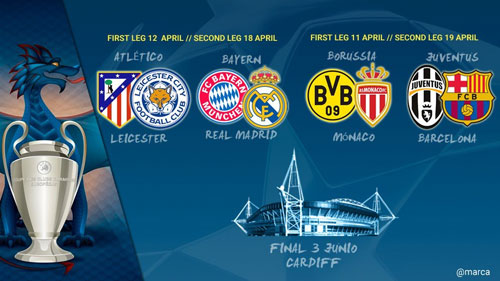 FIRST LEG 12 APRIL // SECOND LEG 18 APRIL
FIRST LEG 11 APRIL // SECOND LEG 19 APRIL
ATLÉTICO
BAYERN
BORUSSIA
JUVENTUS
LEICESTER CITY
FOOTBALL CLUB
FC BAYERN
MÜNCHEN
BVB
09
AS MONACO
JUVENTUS
FCB
LEICESTER
REAL MADRID
MÓNACO
BARCELONA
FINAL 3 JUNIO
CARDIFF
@marca